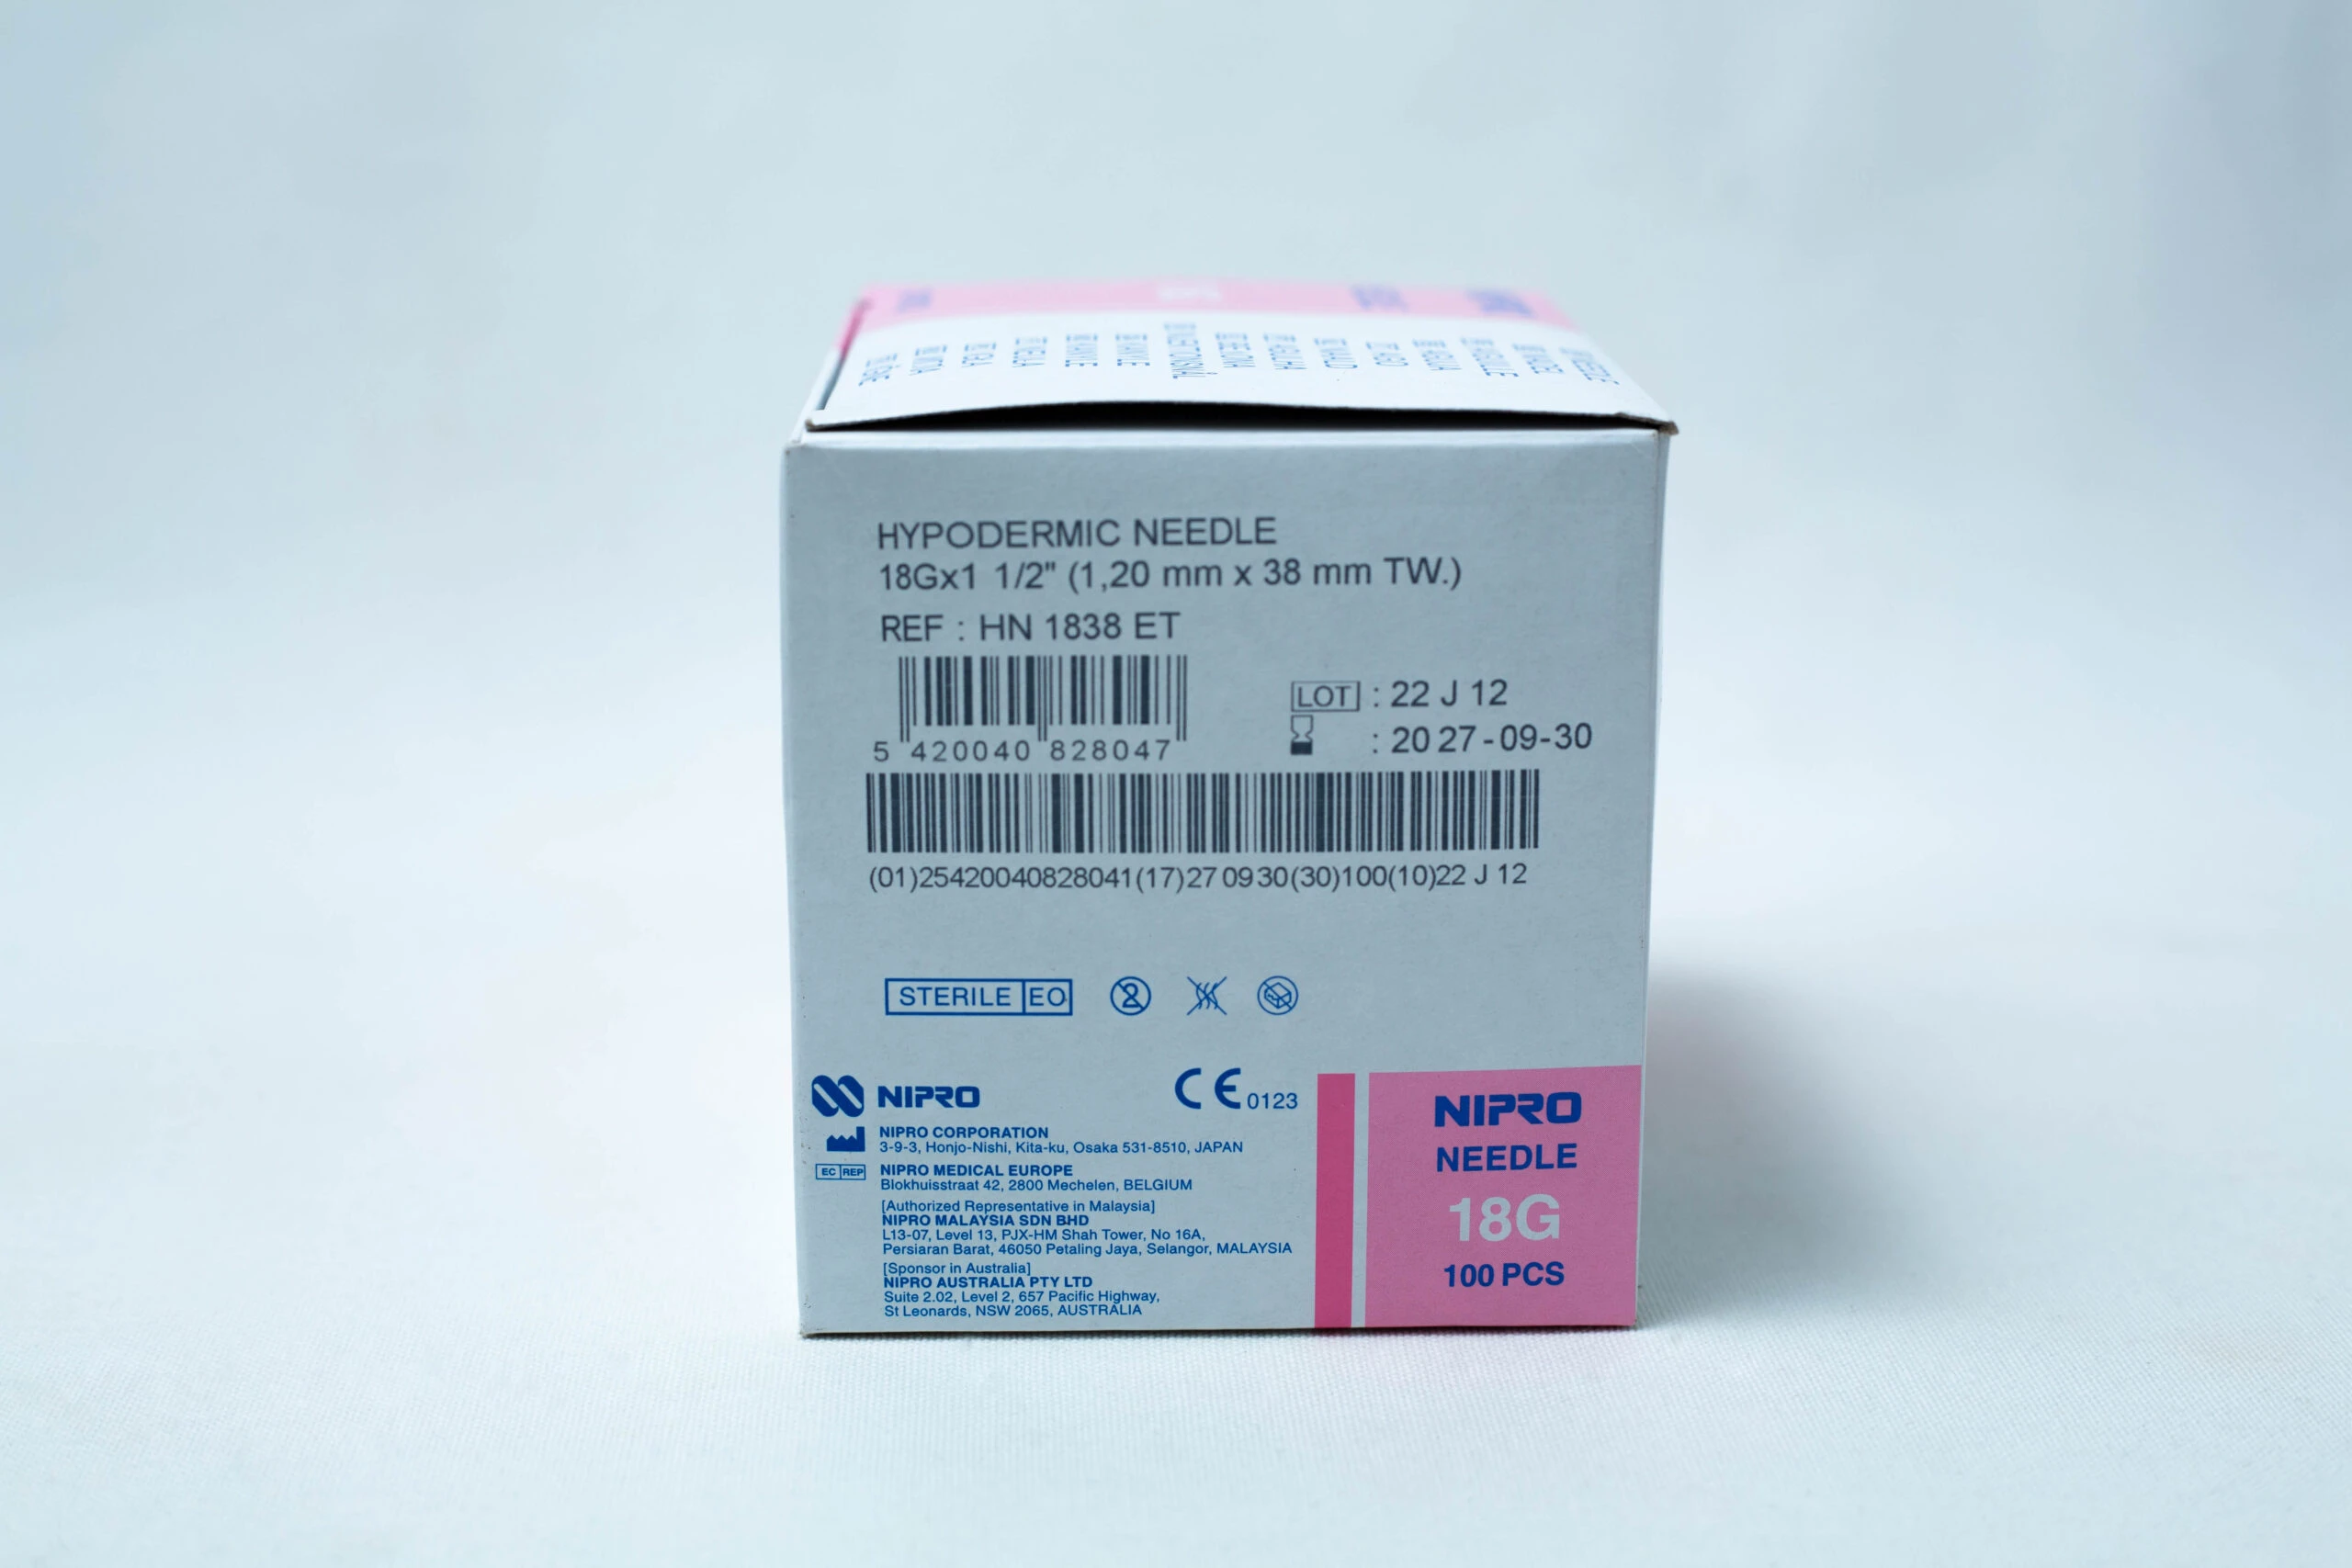 HYPODERMIC NEEDLE
18Gx1 1/2" (1,20 mm x 38 mm TW.)
REF : HN 1838 ET
5 420040 828047
LOT : 22 J 12
: 2027-09-30
(01)25420040828041(17)270930(30)100(10)22 J 12
STERILE EO
2
NIPRO
CE 0123
NIPRO CORPORATION
3-9-3, Honjo-Nishi, Kita-ku, Osaka 531-8510, JAPAN
EC REP
NIPRO MEDICAL EUROPE
Blokhuisstraat 42, 2800 Mechelen, BELGIUM
[Authorized Representative in Malaysia]
NIPRO MALAYSIA SDN BHD
L13-07, Level 13, PJX-HM Shah Tower, No 16A,
Persiaran Barat, 46050 Petaling Jaya, Selangor, MALAYSIA
[Sponsor in Australia]
NIPRO AUSTRALIA PTY LTD
Suite 2.02, Level 2, 657 Pacific Highway,
St Leonards, NSW 2065, AUSTRALIA
NIPRO
NEEDLE
18G
100 PCS